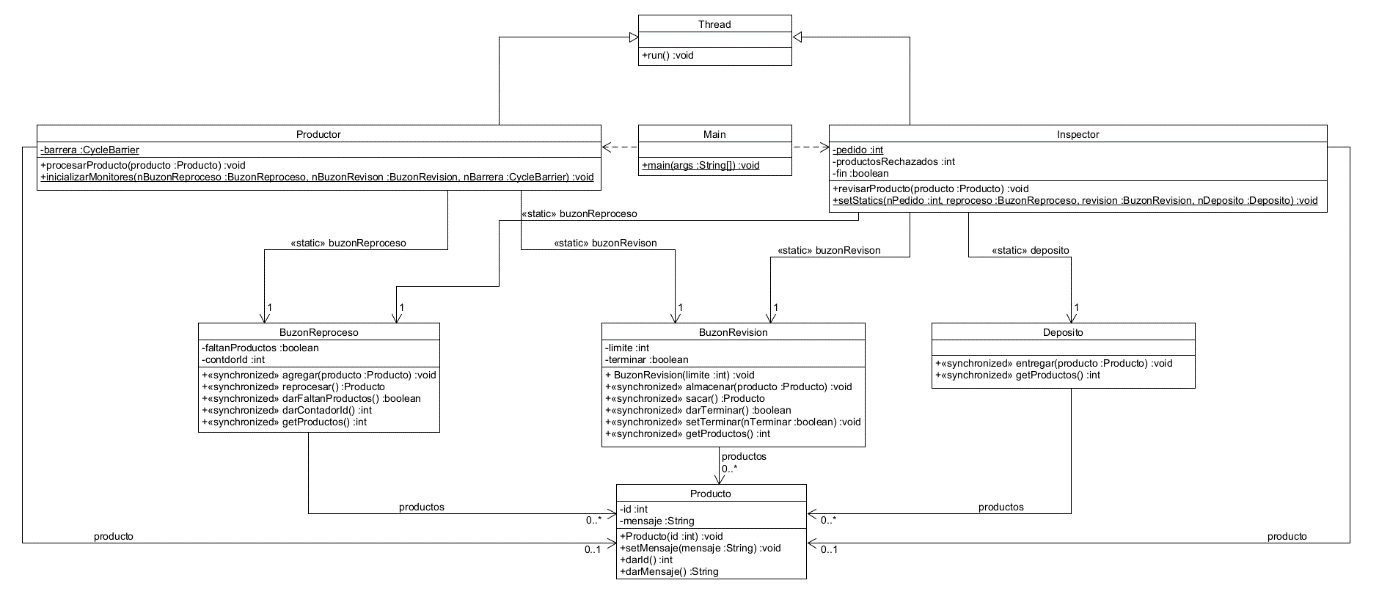 Thread
+run() :void
Productor
-barrera :CycleBarrier
+procesarProducto(producto :Producto) :void
+inicializarMonitores(nBuzonReproceso :BuzonReproceso, nBuzonRevison :BuzonRevision, nBarrera :CycleBarrier) :void
Main
+main(args :String[]) :void
Inspector
-pedido :int
-productosRechazados :int
-fin :boolean
+revisarProducto(producto :Producto) :void
+setStatics(nPedido :int, reproceso :BuzonReproceso, revision :BuzonRevision, nDeposito :Deposito) :void
«static» buzonReproceso
«static» buzonReproceso
«static» buzonRevison
«static» buzonRevison
«static» deposito
1
1
1
1
1
BuzonReproceso
-faltanProductos :boolean
-contdorId :int
+«synchronized» agregar(producto :Producto) :void
+«synchronized» reprocesar() :Producto
+«synchronized» darFaltanProductos() :boolean
+«synchronized» darContadorId() :int
+«synchronized» getProductos() :int
BuzonRevision
-limite :int
-terminar :boolean
+ BuzonRevision(limite :int) :void
+«synchronized» almacenar(producto :Producto) :void
+«synchronized» sacar() :Producto
+«synchronized» darTerminar() :boolean
+«synchronized» setTerminar(nTerminar :boolean) :void
+«synchronized» getProductos() :int
Deposito
+«synchronized» entregar(producto :Producto) :void
+«synchronized» getProductos() :int
productos
0..*
productos
0..*
productos
0..*
producto
0..1
producto
0..1
Producto
-id :int
-mensaje :String
+Producto(id :int) :void
+setMensaje(mensaje :String) :void
+darId() :int
+darMensaje() :String